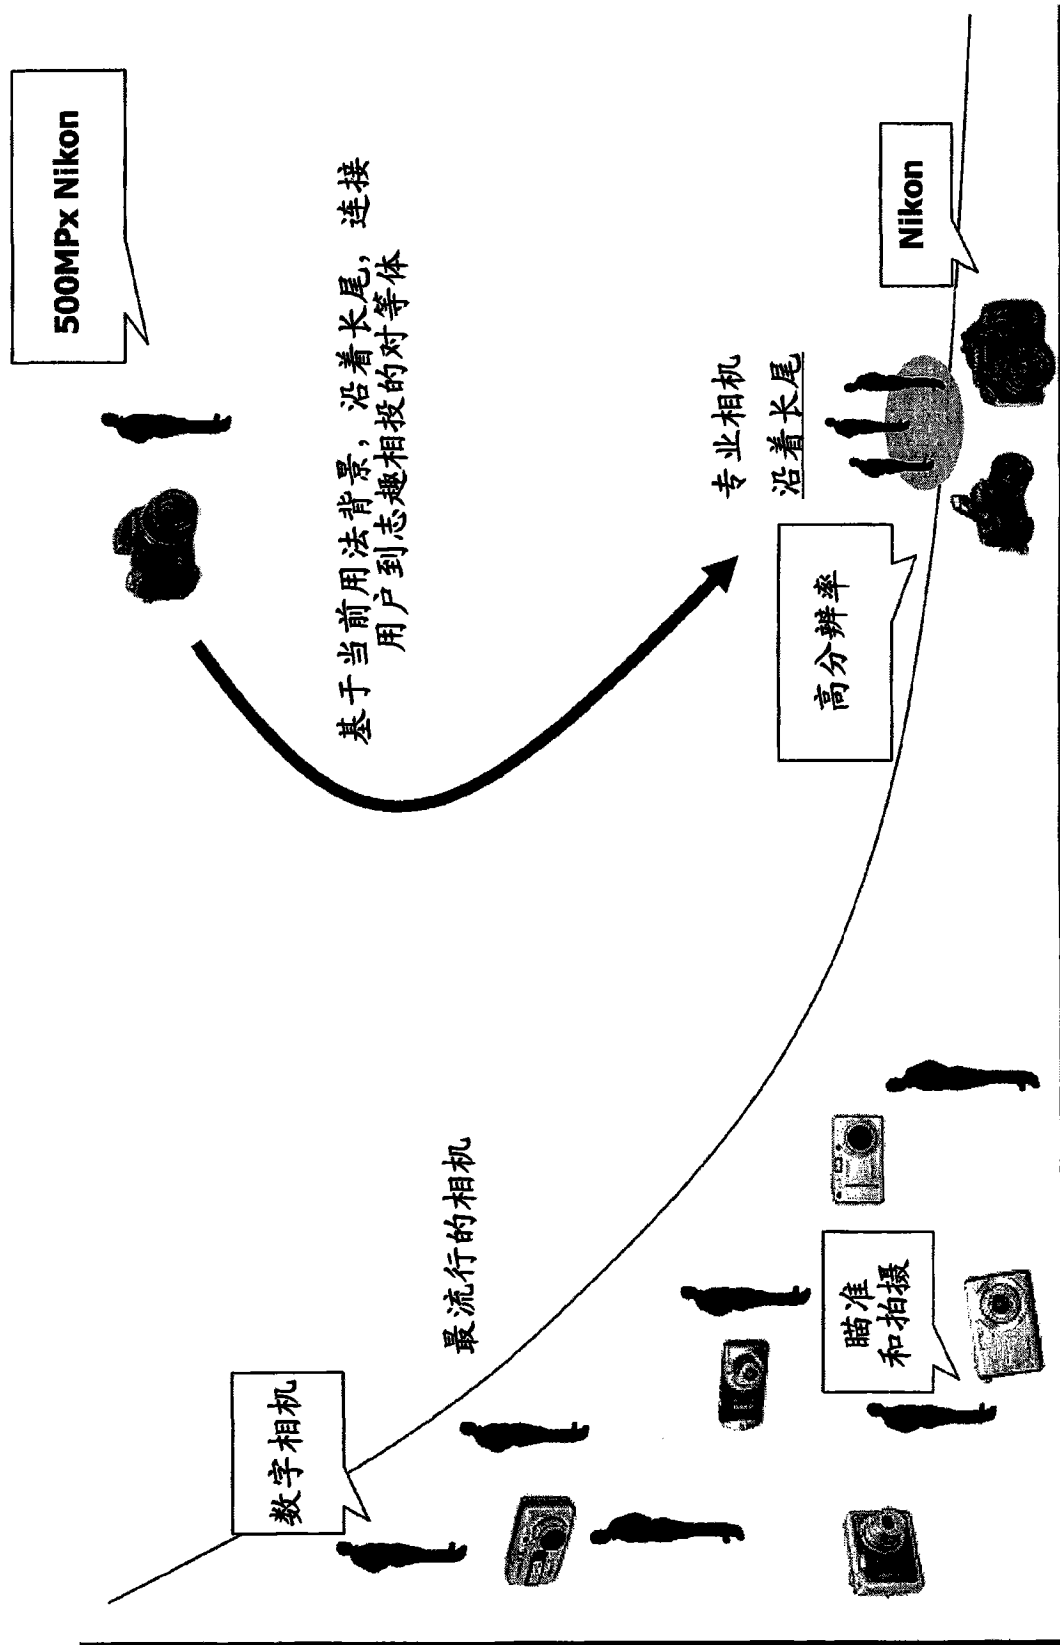 500MPx Nikon
基于当前用法背景，沿着长尾，连接
用户到志趣相投的对等体
数字相机
最流行的相机
专业相机
沿着长尾
高分辨率
Nikon
瞄准
和拍摄